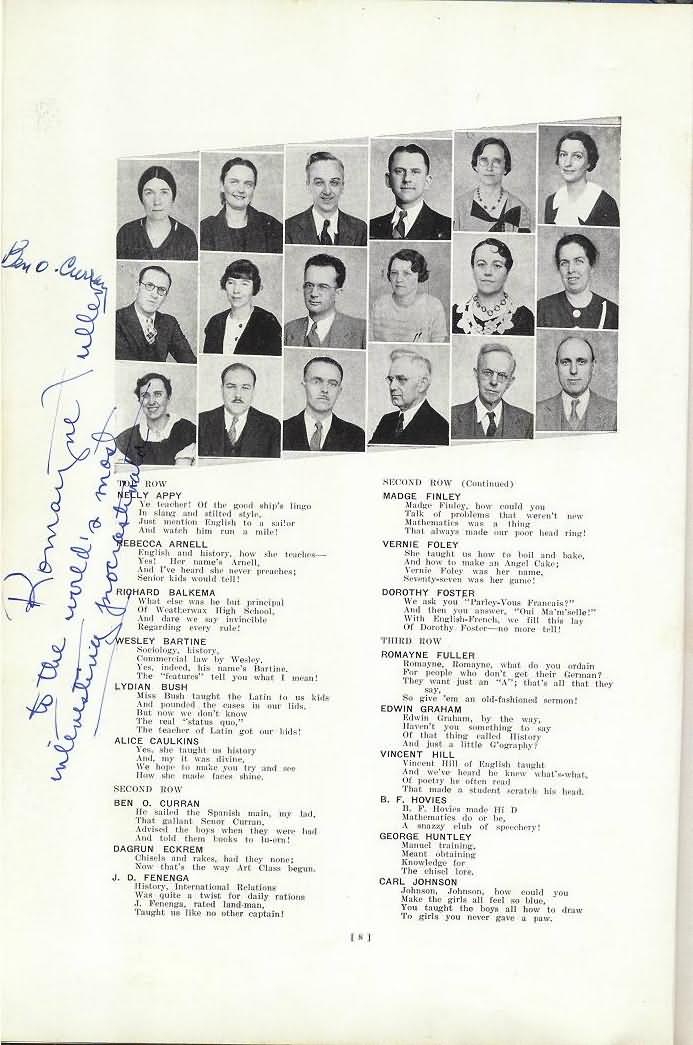 Ben O. Curran
Romayne Fuller
to the world's most
interesting procrastinator
TOP ROW
NELLY APPY
Ye teacher! Of the good ship's lingo
In slang and stilted style,
Just mention English to a sailor
And watch him run a mile!
REBECCA ARNELL
English and history, how she teaches—
Yes! Her name's Arnell,
And I've heard she never preaches;
Senior kids would tell!
RICHARD BALKEMA
What else was he but principal
Of Weatherwax High School,
And dare we say invincible
Regarding every rule!
WESLEY BARTINE
Sociology, history,
Commercial law by Wesley,
Yes, indeed, his name's Bartine.
The "features" tell you what I mean!
LYDIAN BUSH
Miss Bush taught the Latin to us kids
And pounded the cases in our lids,
But now we don't know
The real "status quo,"
The teacher of Latin got our bids!
ALICE CAULKINS
Yes, she taught us history
And, my it was divine,
We hope to make you try and see
How she made faces shine.
SECOND ROW
BEN O. CURRAN
He sailed the Spanish main, my lad,
That gallant Senor Curran,
Advised the boys when they were bad
And told them books to lu-urn!
DAGRUN ECKREM
Chisels and rakes, had they none;
Now that's the way Art Class begun.
J. D. FENENGA
History, International Relations
Was quite a twist for daily rations
J. Fenenga, rated land-man,
Taught us like no other captain!
SECOND ROW (Continued)
MADGE FINLEY
Madge Finley, how could you
Talk of problems that weren't new
Mathematics was a thing
That always made our poor head ring!
VERNIE FOLEY
She taught us how to boil and bake,
And how to make an Angel Cake;
Vernie Foley was her name,
Seventy-seven was her game!
DOROTHY FOSTER
We ask you "Parley-Vous Francais?"
And then you answer, "Oui Ma'm'selle!"
With English-French, we fill this lay
Of Dorothy Foster—no more tell!
THIRD ROW
ROMAYNE FULLER
Romayne, Romayne, what do you ordain
For people who don't get their German?
They want just an "A"; that's all that they
say,
So give 'em an old-fashioned sermon!
EDWIN GRAHAM
Edwin Graham, by the way,
Haven't you something to say
Of that thing called History
And just a little G'ography?
VINCENT HILL
Vincent Hill of English taught
And we've heard he knew what's-what,
Of poetry he often read
That made a student scratch his head.
B. F. HOVIES
B. F. Hovies made Hi D
Mathematics do or be,
A snazzy club of speechery!
GEORGE HUNTLEY
Manuel training,
Meant obtaining
Knowledge for
The chisel lore.
CARL JOHNSON
Johnson, Johnson, how could you
Make the girls all feel so blue,
You taught the boys all how to draw
To girls you never gave a paw.
[ 8 ]